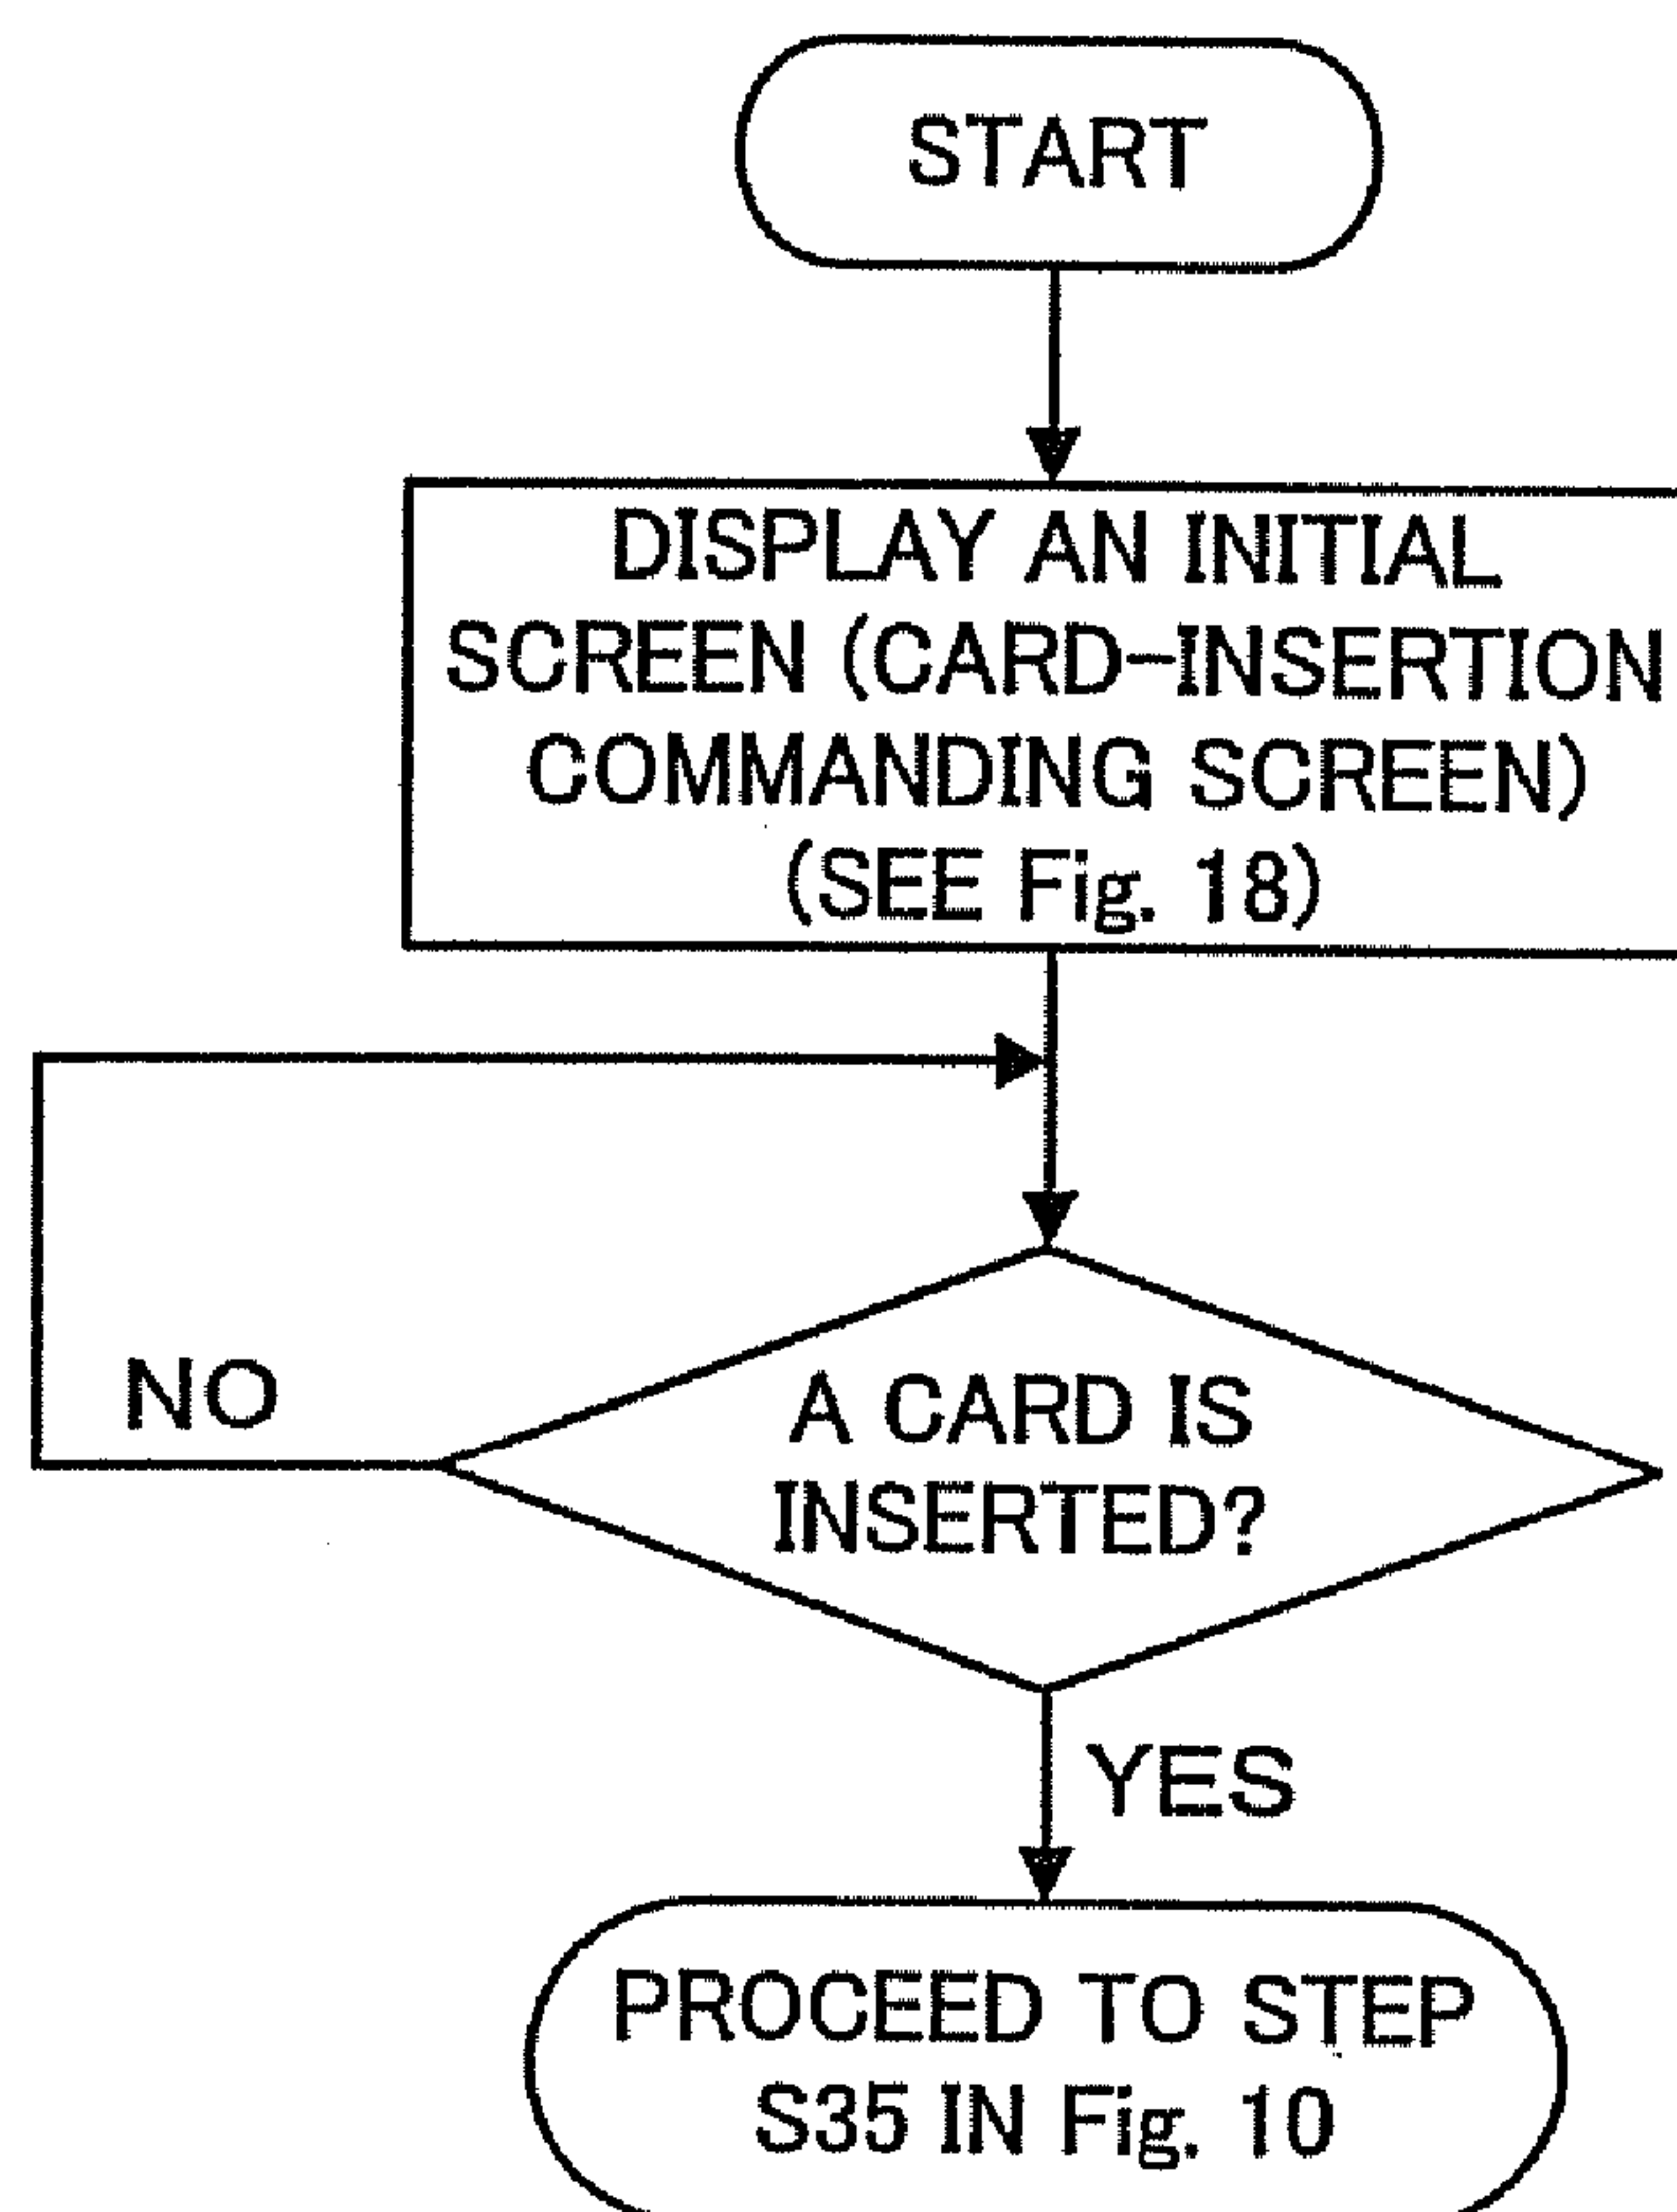 START
DISPLAY AN INITIAL
SCREEN (CARD-INSERTION
COMMANDING SCREEN)
(SEE Fig. 18)
NO
A CARD IS
INSERTED?
YES
PROCEED TO STEP
S35 IN Fig. 10